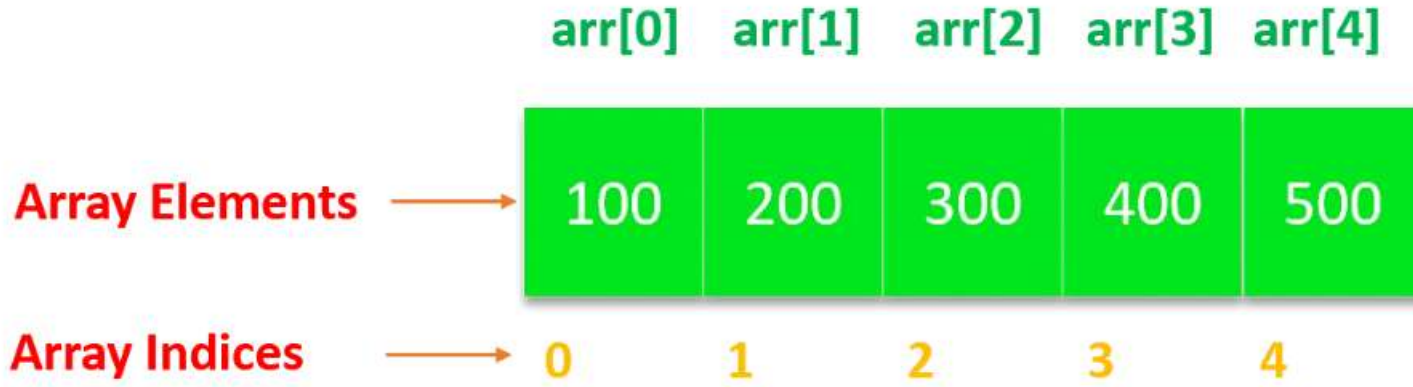 arr[0] arr[1] arr[2] arr[3] arr[4]
Array Elements 100 200 300 400 500
Array Indices 0 1 2 3 4